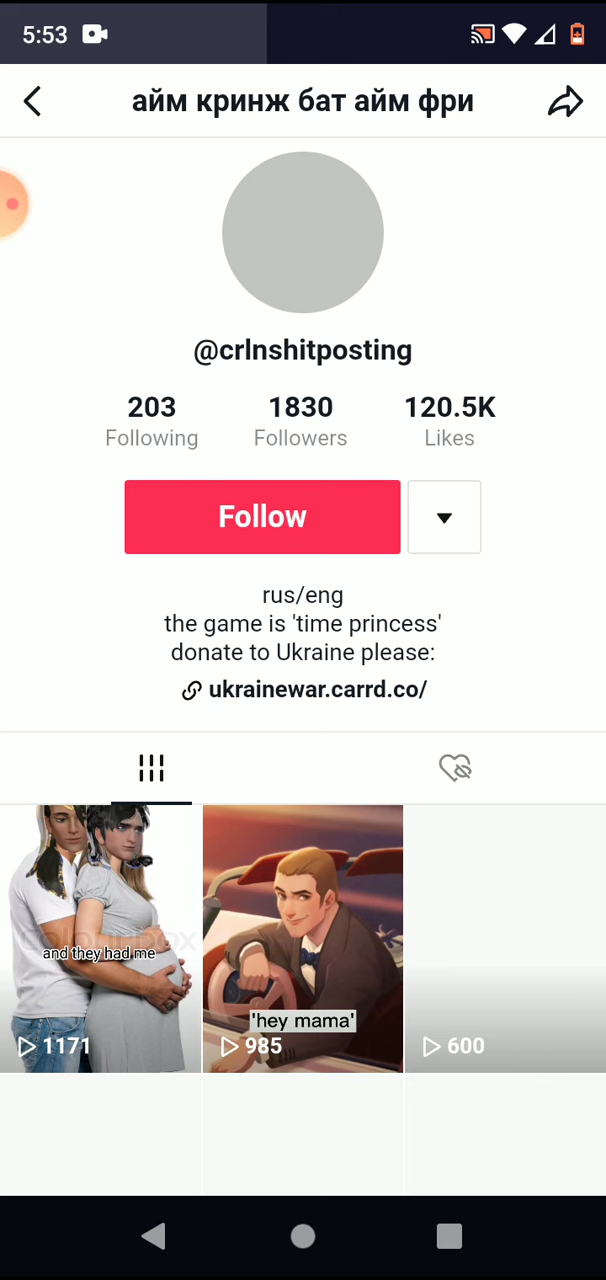 5:53
айм кринж бат айм фри
@crlnshitposting
203 1830 120.5K
Following Followers Likes
Follow
rus/eng
the game is 'time princess'
donate to Ukraine please:
ukrainewar.carrd.co/
and they had me
'hey mama'
1171 985 600